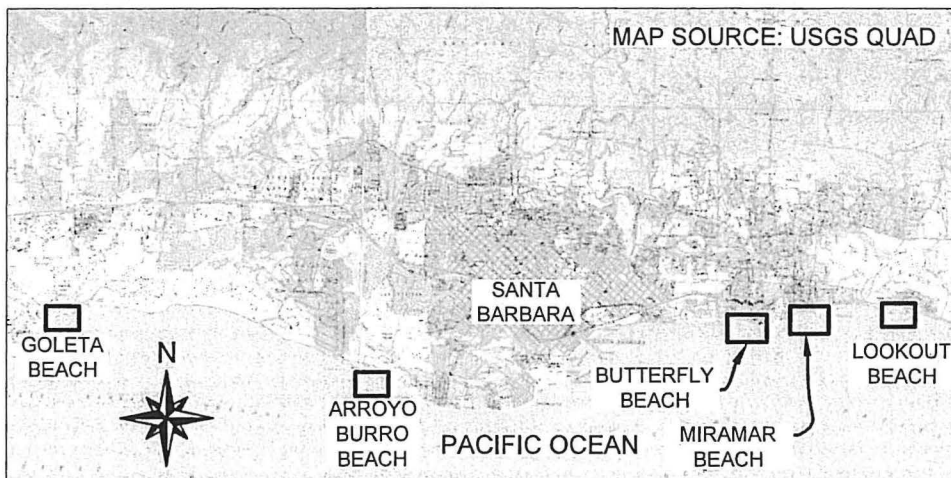 MAP SOURCE: USGS QUAD
SANTA
BARBARA
GOLETA
BEACH
N
ARROYO
BURRO
BEACH
PACIFIC OCEAN
BUTTERFLY
BEACH
MIRAMAR
BEACH
LOOKOUT
BEACH